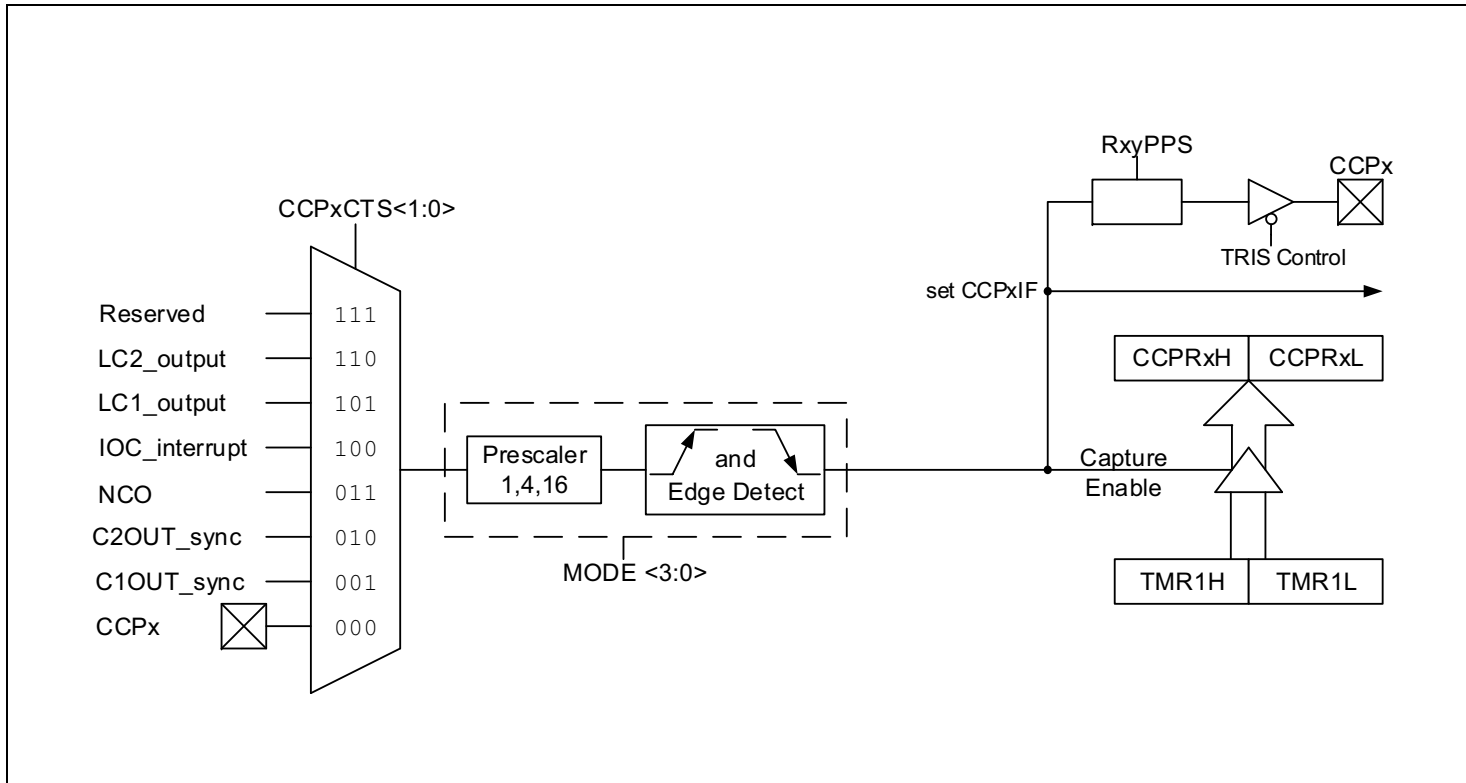 RxyPPS
CCPx
CCPxCTS<1:0>
TRIS Control
set CCPxIF
Reserved 111
LC2_output 110
LC1_output 101
IOC_interrupt 100
NCO 011
C2OUT_sync 010
C1OUT_sync 001
CCPx 000
Prescaler
1,4,16
and
Edge Detect
MODE <3:0>
Capture
Enable
CCPRxH CCPRxL
TMR1H TMR1L